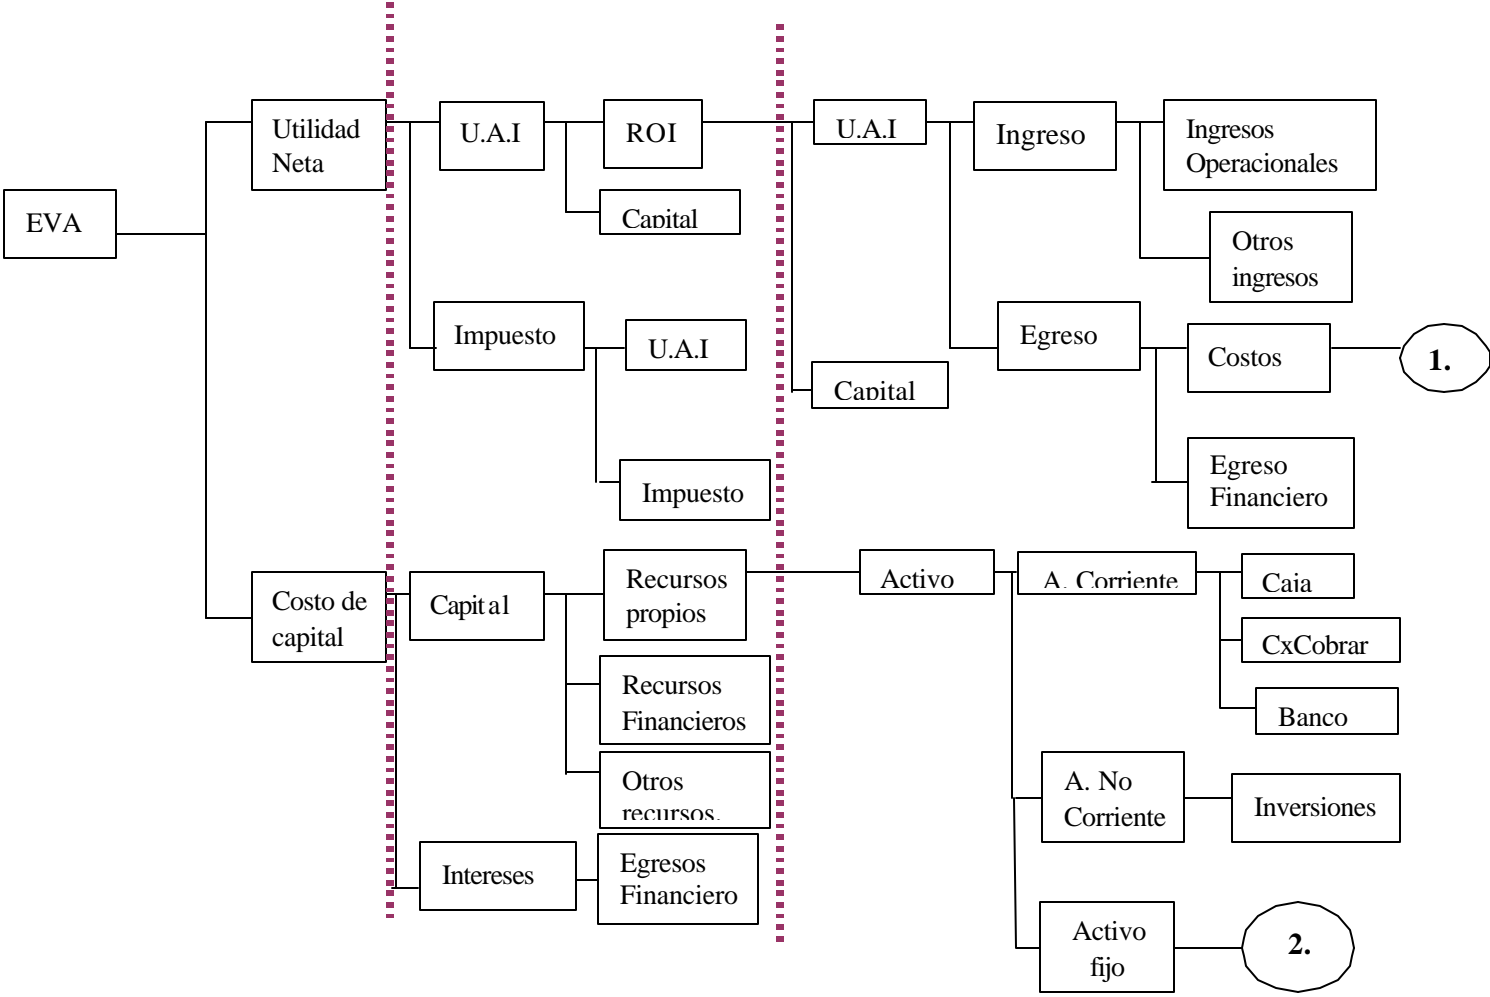 EVA
Utilidad
Neta
U.A.I
ROI
Capital
Impuesto
U.A.I
Impuesto
U.A.I
Ingreso
Ingresos
Operacionales
Otros
ingresos
Egreso
Costos
1.
Egreso
Financiero
Capital
Costo de
capital
Capital
Recursos
propios
Recursos
Financieros
Otros
recursos.
Intereses
Egresos
Financiero
Activo
A. Corriente
Caja
CxCobrar
Banco
A. No
Corriente
Inversiones
Activo
fijo
2.